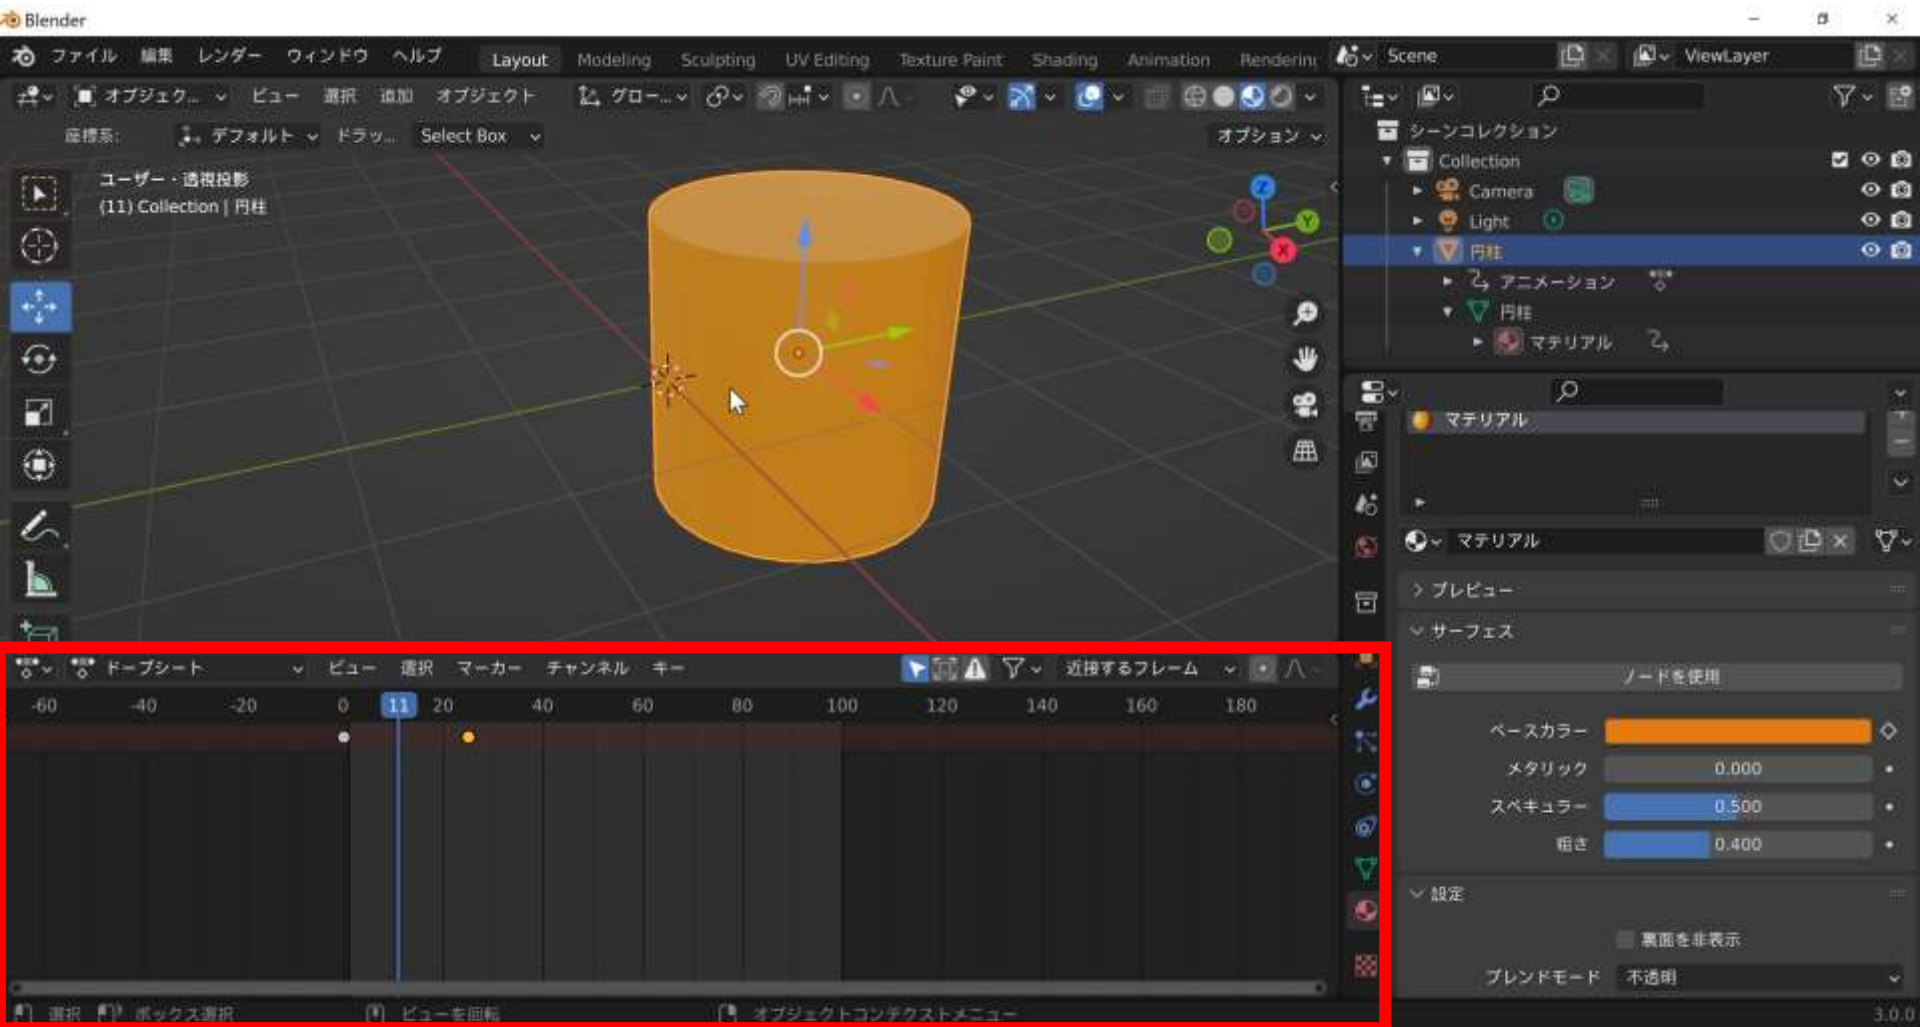 Blender
ファイル 編集 レンダー ウィンドウ ヘルプ Layout Modeling Sculpting UV Editing Texture Paint Shading Animation Renderin Scene ViewLayer
オブジェク... ビュー 選択 追加 オブジェクト グロー...
座標系: デフォルト ドラッ... Select Box オプション
ユーザー・透視投影
(11) Collection | 円柱
Z
Y
X
シーンコレクション
Collection
Camera
Light
円柱
アニメーション
円柱
マテリアル
マテリアル
マテリアル
プレビュー
サーフェス
ノードを使用
ベースカラー
メタリック 0.000
スペキュラー 0.500
粗さ 0.400
設定
裏面を非表示
ブレンドモード 不透明
ドープシート ビュー 選択 マーカー チャンネル キー 近接するフレーム
-60 -40 -20 0 11 20 40 60 80 100 120 140 160 180
選択 ボックス選択 ビューを回転 オブジェクトコンテクストメニュー 3.0.0